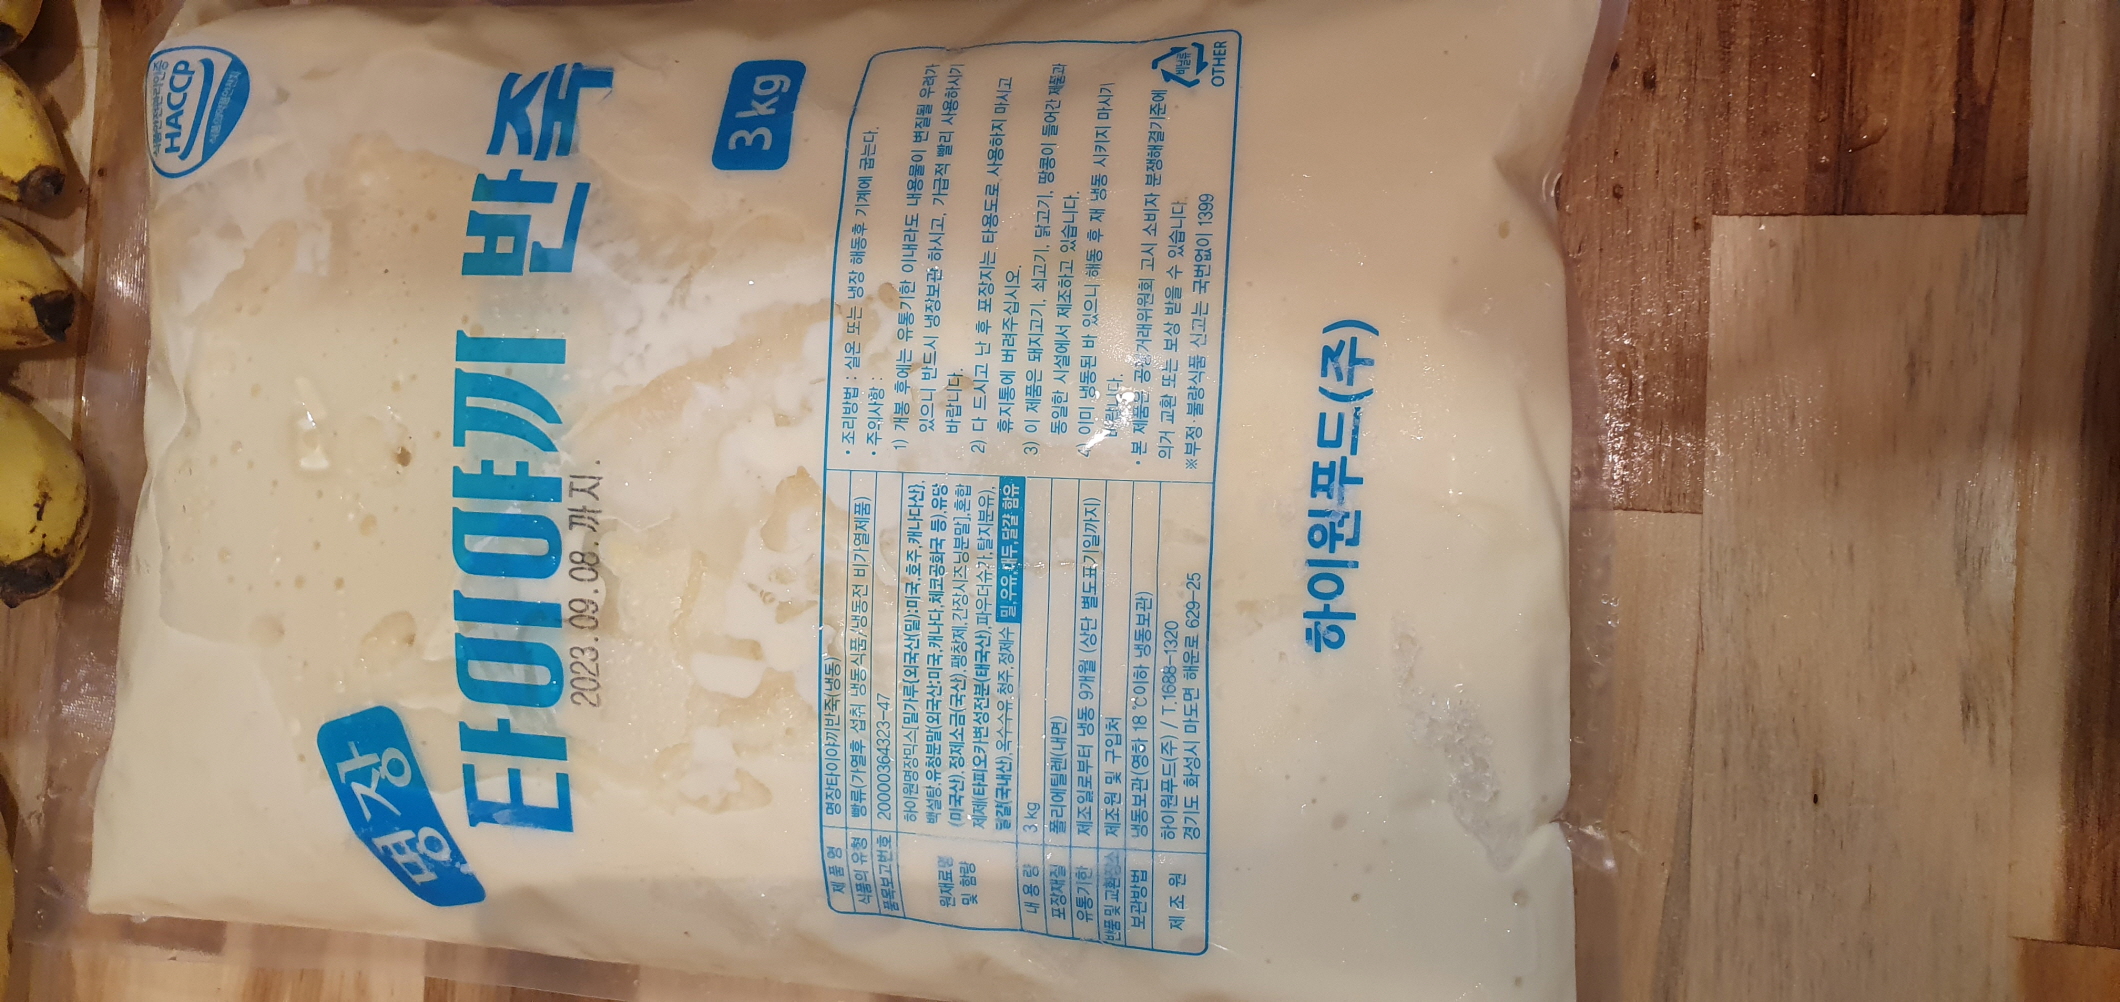 식품안전관리인증
HACCP
식품의약품안전처
명장
타이야끼 반죽
2023.09.08.까지.
3kg
제품명 명장타이야끼반죽(냉동)
식품의 유형 빵류(가열후 섭취 냉동식품/냉동전 비가열제품)
품목보고번호 20000364323-47
원재료명 및 함량
하이원명장믹스[밀가루{외국산(밀):미국,호주,캐나다산},
백설탕,유청분말(외국산:미국,캐나다,체코공화국 등),유당
(미국산),정제소금(국산),팽창제,간장시즈닝분말],혼합
제제(타피오카변성전분(태국산),파우더슈가,탈지분유),
달걀(국내산),옥수수유,청주,정제수 밀,우유,대두,달걀 함유
내용량 3 kg
포장재질 폴리에틸렌(내면)
유통기한 제조일로부터 냉동 9개월 (상단 별도표기일까지)
반품 및 교환장소 제조원 및 구입처
보관방법 냉동보관(영하 18℃이하 냉동보관)
제조원 하이원푸드(주) / T.1688-1320
경기도 화성시 마도면 해운로 629-25
· 조리방법 : 실온 또는 냉장 해동후 기계에 굽는다.
· 주의사항 :
1) 개봉 후에는 유통기한 이내라도 내용물이 변질될 우려가
있으니 반드시 냉장보관 하시고, 가급적 빨리 사용하시기
바랍니다.
2) 다 드시고 난 후 포장지는 타용도로 사용하지 마시고
휴지통에 버려주십시오.
3) 이 제품은 돼지고기, 쇠고기, 닭고기, 땅콩이 들어간 제품과
동일한 시설에서 제조하고 있습니다.
4) 이미 냉동된 바 있으니 해동 후 재 냉동 시키지 마시기
바랍니다.
· 본 제품은 공정거래위원회 고시 소비자 분쟁해결기준에
의거 교환 또는 보상 받을 수 있습니다.
※부정·불량식품 신고는 국번없이 1399
비닐류
OTHER
하이원푸드(주)